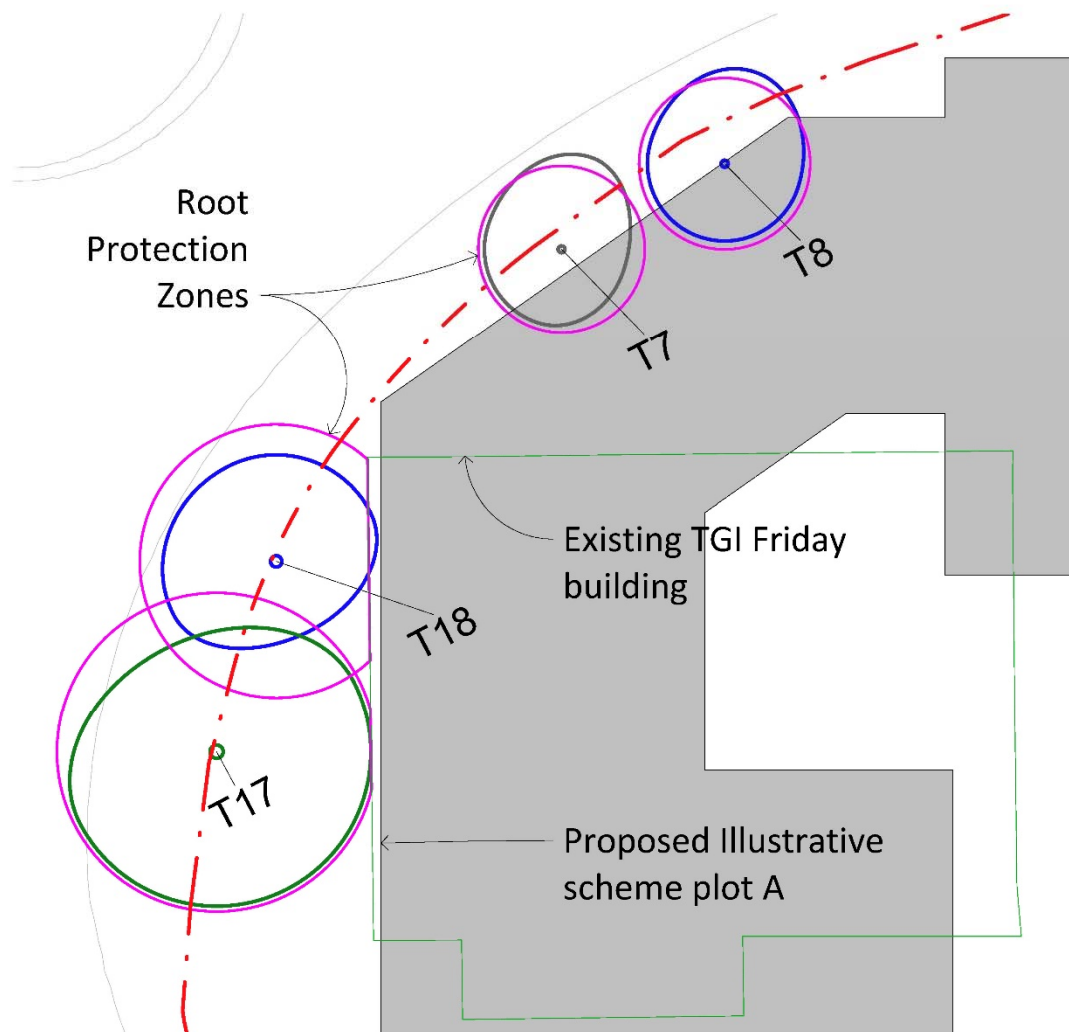 Root
Protection
Zones
T8
T7
Existing TGI Friday
building
T18
T17
Proposed Illustrative
scheme plot A